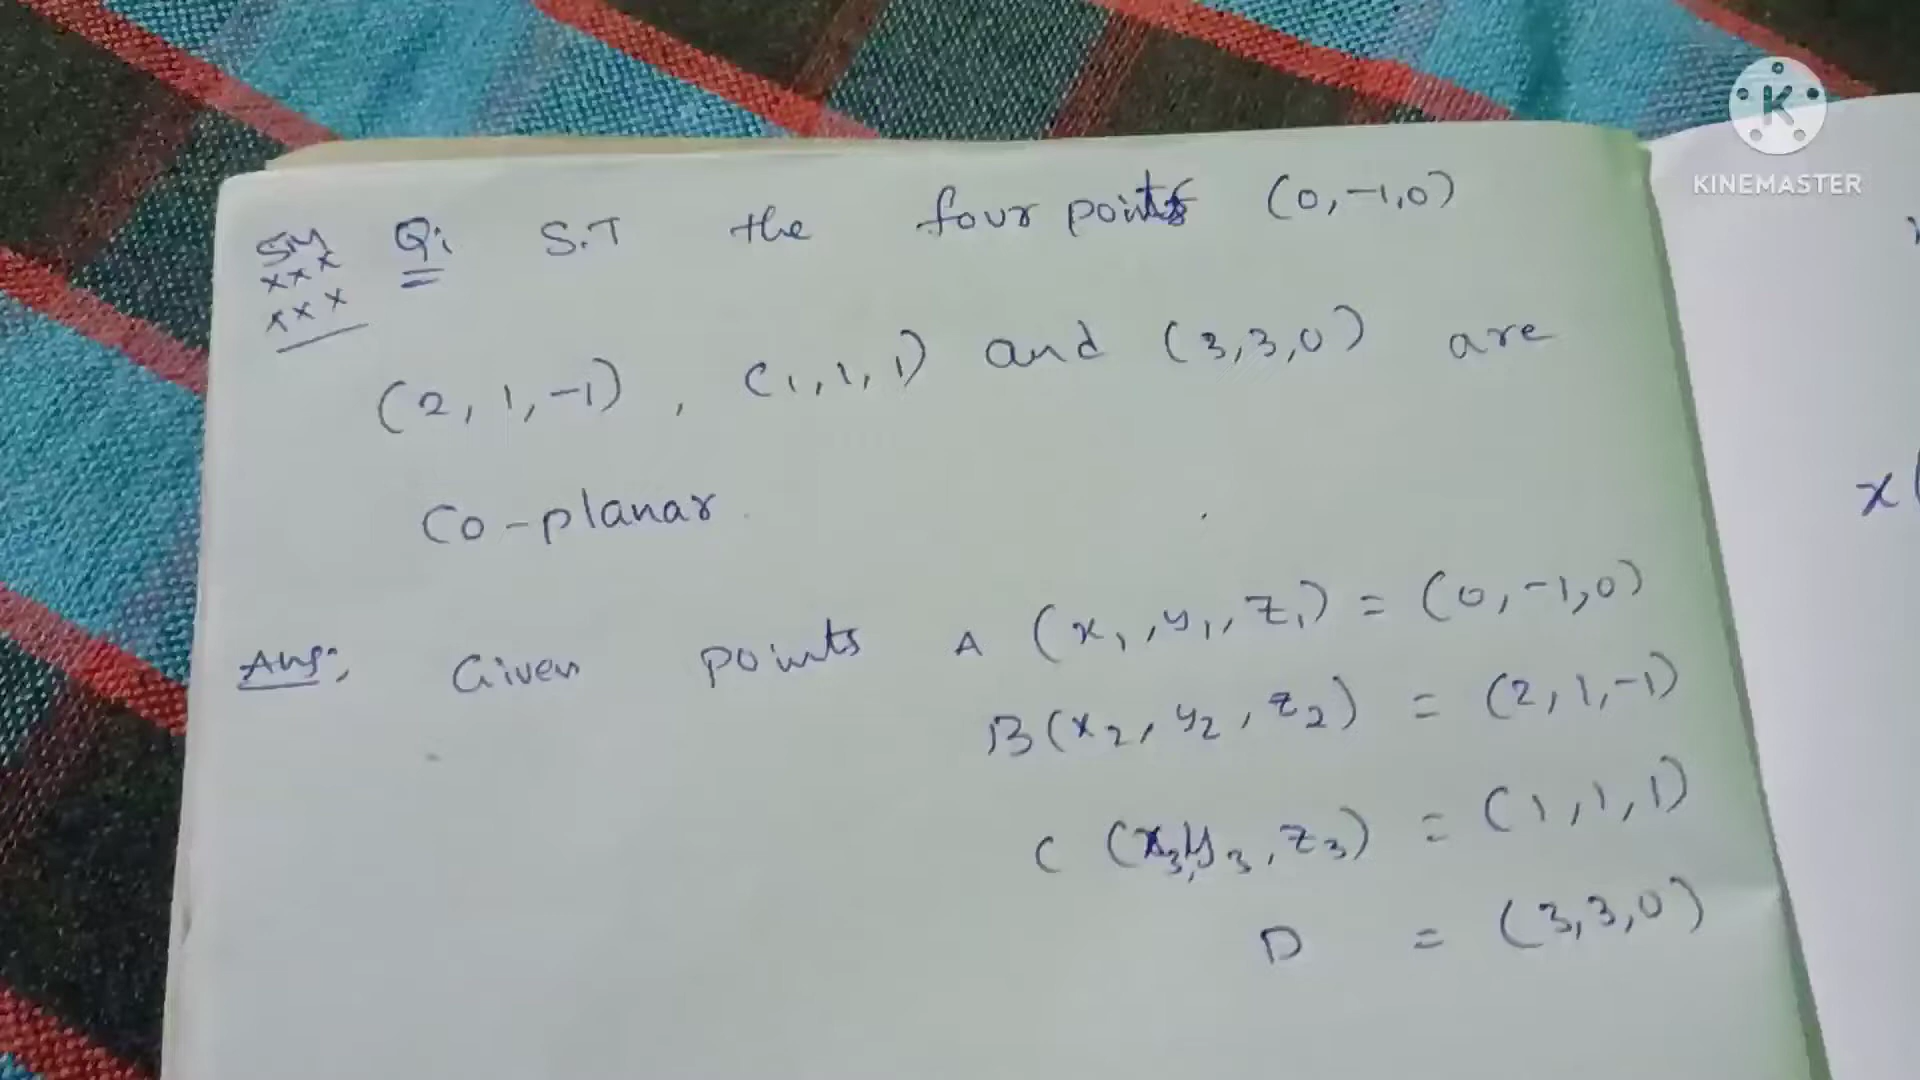 KINEMASTER
5M Q: S.T the four points (0,-1,0)
xxx
xxx
(2,1,-1), (1,1,1) and (3,3,0) are
Co-planar.
Ans: Given points A (x₁,y₁,z₁) = (0,-1,0)
B(x₂,y₂,z₂) = (2,1,-1)
C (x₃,y₃,z₃) = (1,1,1)
D = (3,3,0)
x(